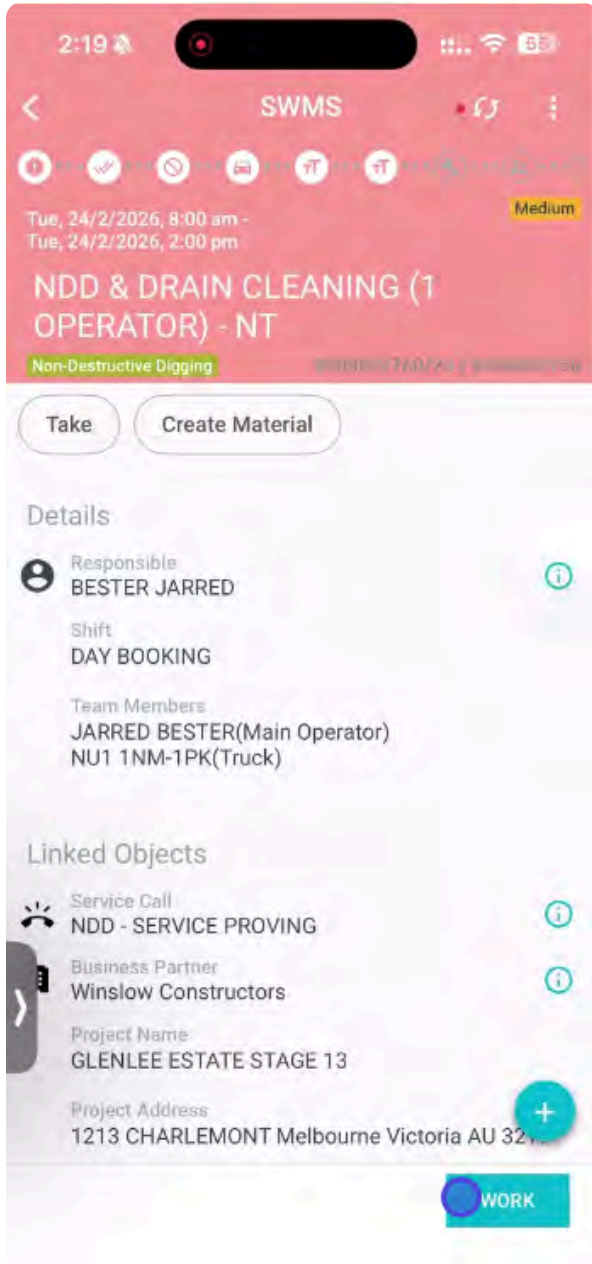 2:19
SWMS
Tue, 24/2/2026, 8:00 am -
Tue, 24/2/2026, 2:00 pm
Medium
NDD & DRAIN CLEANING (1
OPERATOR) - NT
Non-Destructive Digging
Take
Create Material
Details
Responsible
BESTER JARRED
Shift
DAY BOOKING
Team Members
JARRED BESTER(Main Operator)
NU1 1NM-1PK(Truck)
Linked Objects
Service Call
NDD - SERVICE PROVING
Business Partner
Winslow Constructors
Project Name
GLENLEE ESTATE STAGE 13
Project Address
1213 CHARLEMONT Melbourne Victoria AU
WORK